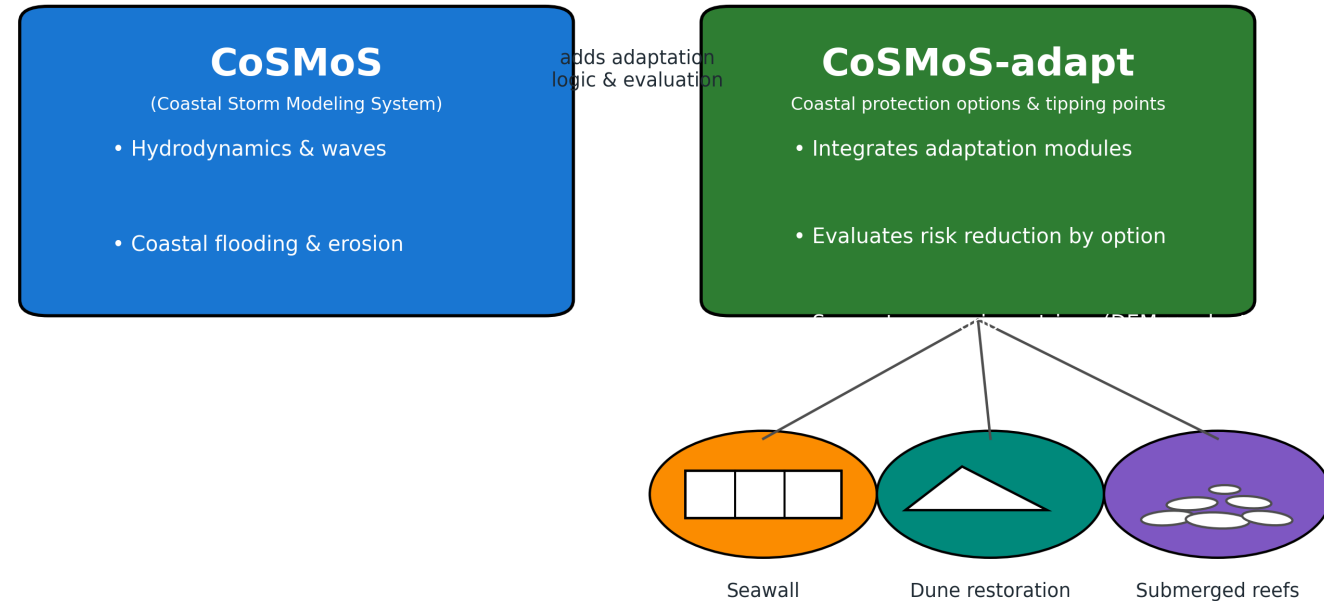 CoSMoS
(Coastal Storm Modeling System)
• Hydrodynamics & waves
• Coastal flooding & erosion
adds adaptation
logic & evaluation
CoSMoS-adapt
Coastal protection options & tipping points
• Integrates adaptation modules
• Evaluates risk reduction by option
Seawall
Dune restoration
Submerged reefs